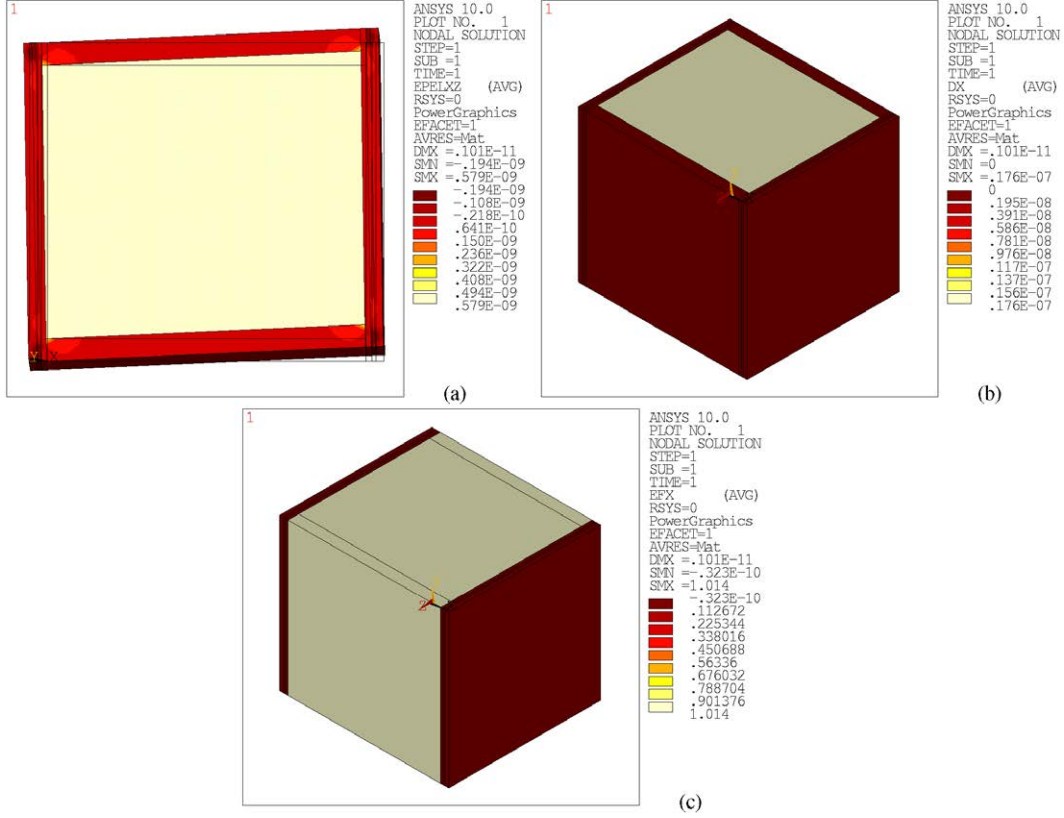 1
ANSYS 10.0
PLOT NO. 1
NODAL SOLUTION
STEP=1
SUB =1
TIME=1
EPELXZ (AVG)
RSYS=0
PowerGraphics
EFACET=1
AVRES=Mat
DMX =.101E-11
SMN =-.194E-09
SMX =.579E-09
-.194E-09
-.108E-09
-.218E-10
.641E-10
.150E-09
.236E-09
.322E-09
.408E-09
.494E-09
.579E-09
Y X
(a)
1
ANSYS 10.0
PLOT NO. 1
NODAL SOLUTION
STEP=1
SUB =1
TIME=1
DX (AVG)
RSYS=0
PowerGraphics
EFACET=1
AVRES=Mat
DMX =.101E-11
SMN =0
SMX =.176E-07
0
.195E-08
.391E-08
.586E-08
.781E-08
.976E-08
.117E-07
.137E-07
.156E-07
.176E-07
(b)
1
ANSYS 10.0
PLOT NO. 1
NODAL SOLUTION
STEP=1
SUB =1
TIME=1
EFX (AVG)
RSYS=0
PowerGraphics
EFACET=1
AVRES=Mat
DMX =.101E-11
SMN =-.323E-10
SMX =1.014
-.323E-10
.112672
.225344
.338016
.450688
.56336
.676032
.788704
.901376
1.014
Z
(c)